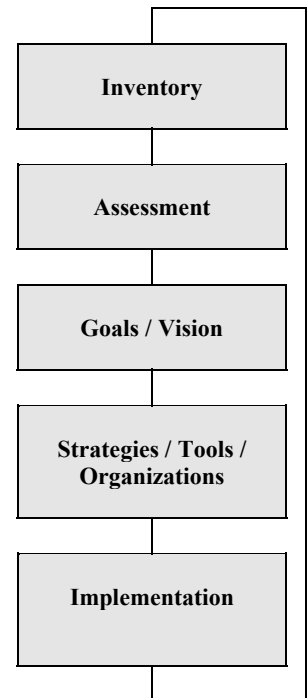 Inventory
Assessment
Goals / Vision
Strategies / Tools /
Organizations
Implementation